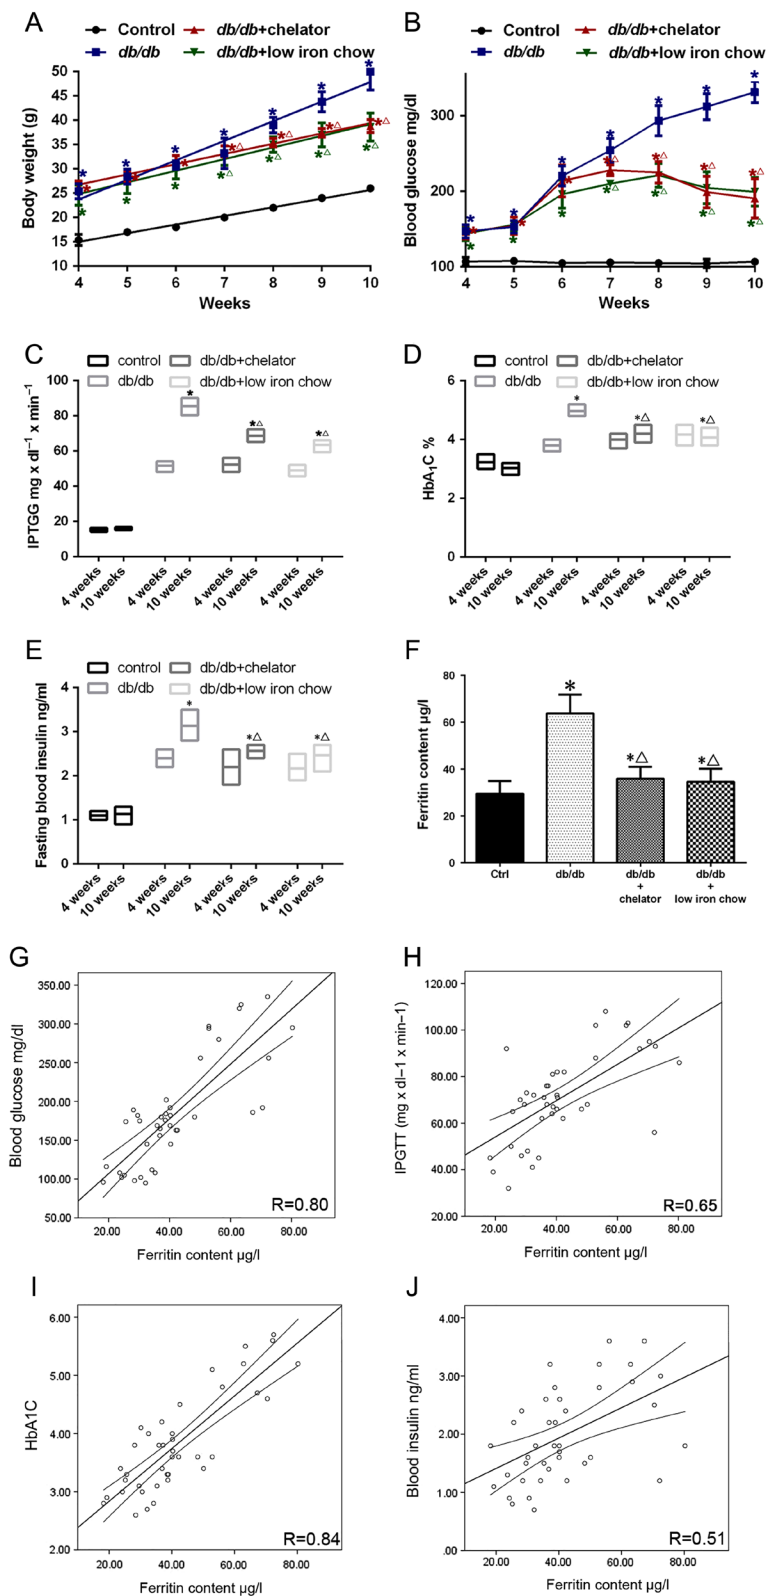 A
Control
db/db+chelator
db/db
db/db+low iron chow
Body weight (g)
50
45
40
35
30
25
20
15
10
4 5 6 7 8 9 10
Weeks
B
Control
db/db+chelator
db/db
db/db+low iron chow
Blood glucose mg/dl
300
200
100
4 5 6 7 8 9 10
Weeks
C
control
db/db+chelator
db/db
db/db+low iron chow
IPTGG mg x dl⁻¹ x min⁻¹
100
80
60
40
20
0
4 weeks
10 weeks
4 weeks
10 weeks
4 weeks
10 weeks
4 weeks
10 weeks
D
control
db/db+chelator
db/db
db/db+low iron chow
HbA₁C %
6
4
2
0
4 weeks
10 weeks
4 weeks
10 weeks
4 weeks
10 weeks
4 weeks
10 weeks
E
control
db/db+chelator
db/db
db/db+low iron chow
Fasting blood insulin ng/ml
4
3
2
1
0
4 weeks
10 weeks
4 weeks
10 weeks
4 weeks
10 weeks
4 weeks
10 weeks
F
Ferritin content µg/l
80
60
40
20
0
Ctrl
db/db
db/db
+
chelator
db/db
+
low iron chow
G
Blood glucose mg/dl
350.00
300.00
250.00
200.00
150.00
100.00
50.00
R=0.80
20.00 40.00 60.00 80.00
Ferritin content µg/l
H
IPGTT (mg x dl–1 x min–1)
120.00
100.00
80.00
60.00
40.00
20.00
R=0.65
20.00 40.00 60.00 80.00
Ferritin content µg/l
I
HbA1C
6.00
5.00
4.00
3.00
2.00
R=0.84
20.00 40.00 60.00 80.00
Ferritin content µg/l
J
Blood insulin ng/ml
4.00
3.00
2.00
1.00
.00
R=0.51
20.00 40.00 60.00 80.00
Ferritin content µg/l